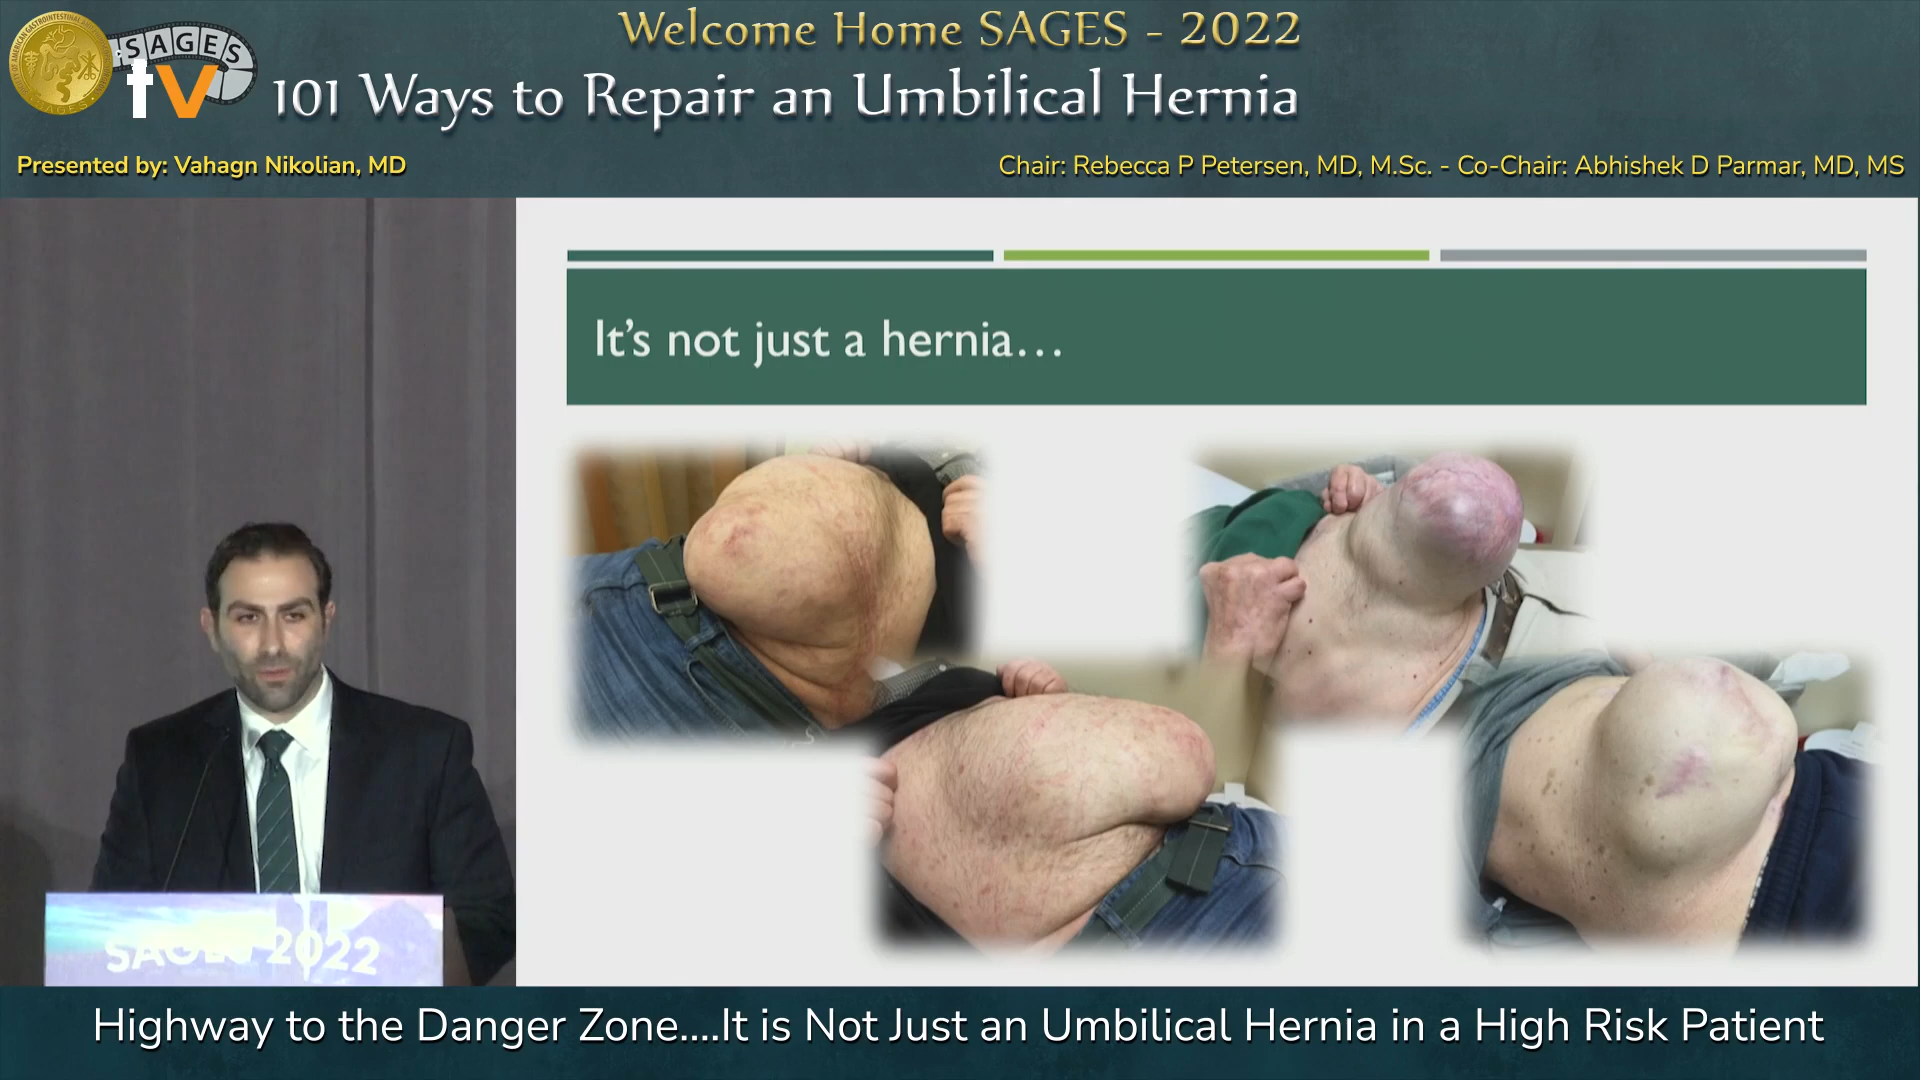 SAGES
tv
Welcome Home SAGES - 2022
101 Ways to Repair an Umbilical Hernia
Presented by: Vahagn Nikolian, MD
Chair: Rebecca P Petersen, MD, M.Sc. - Co-Chair: Abhishek D Parmar, MD, MS
It's not just a hernia...
SAGES 2022
Highway to the Danger Zone....It is Not Just an Umbilical Hernia in a High Risk Patient